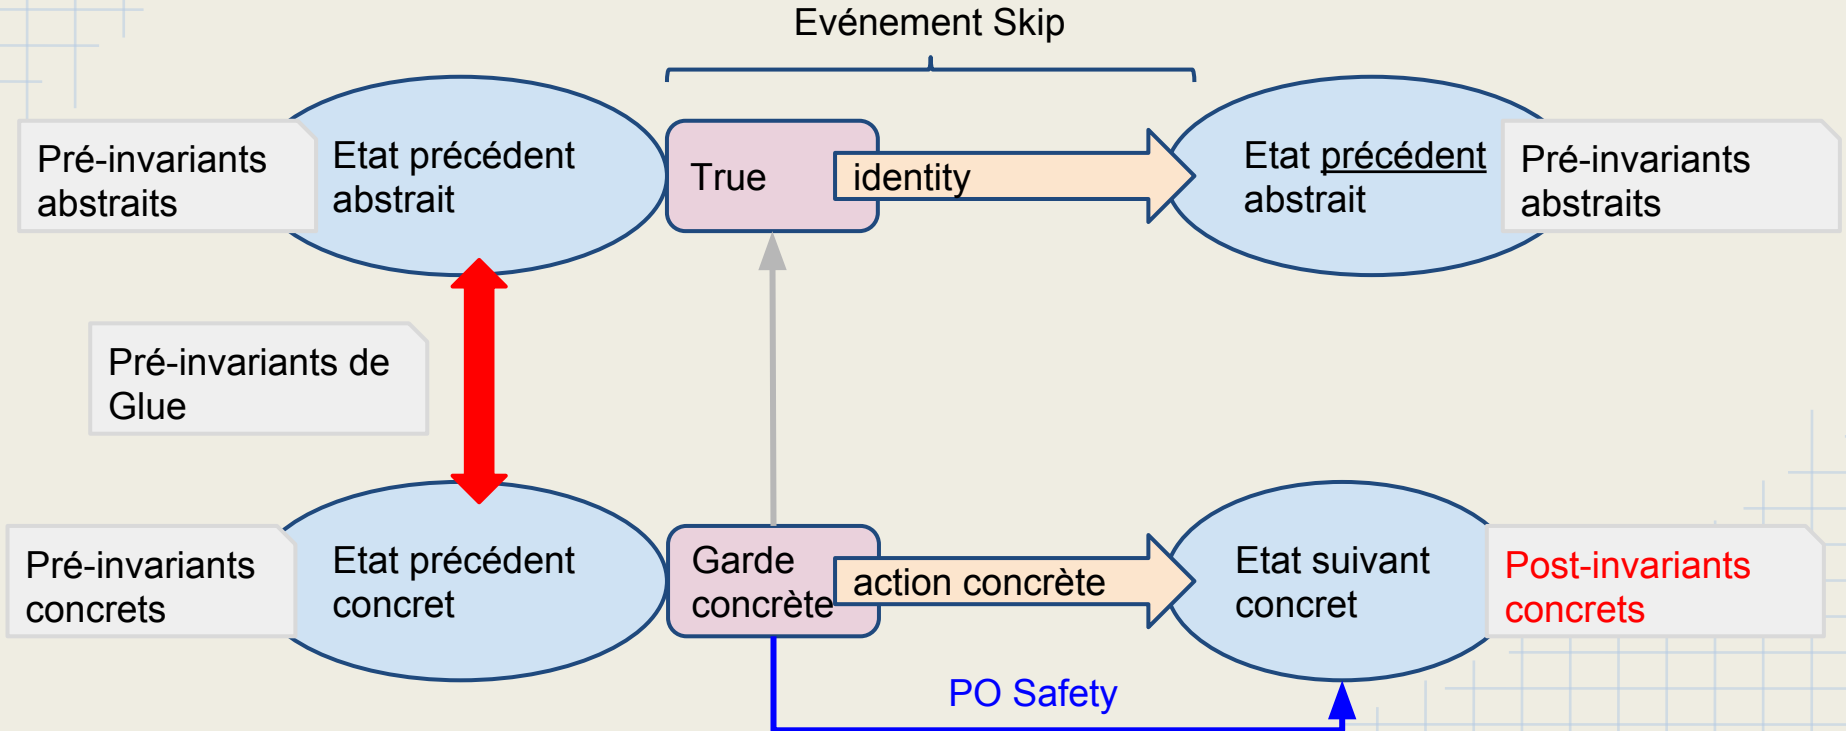 Evénement Skip
Pré-invariants
abstraits
Etat précédent
abstrait
True
identity
Etat précédent
abstrait
Pré-invariants
abstraits
Pré-invariants de
Glue
Pré-invariants
concrets
Etat précédent
concret
Garde
concrète
action concrète
Etat suivant
concret
Post-invariants
concrets
PO Safety